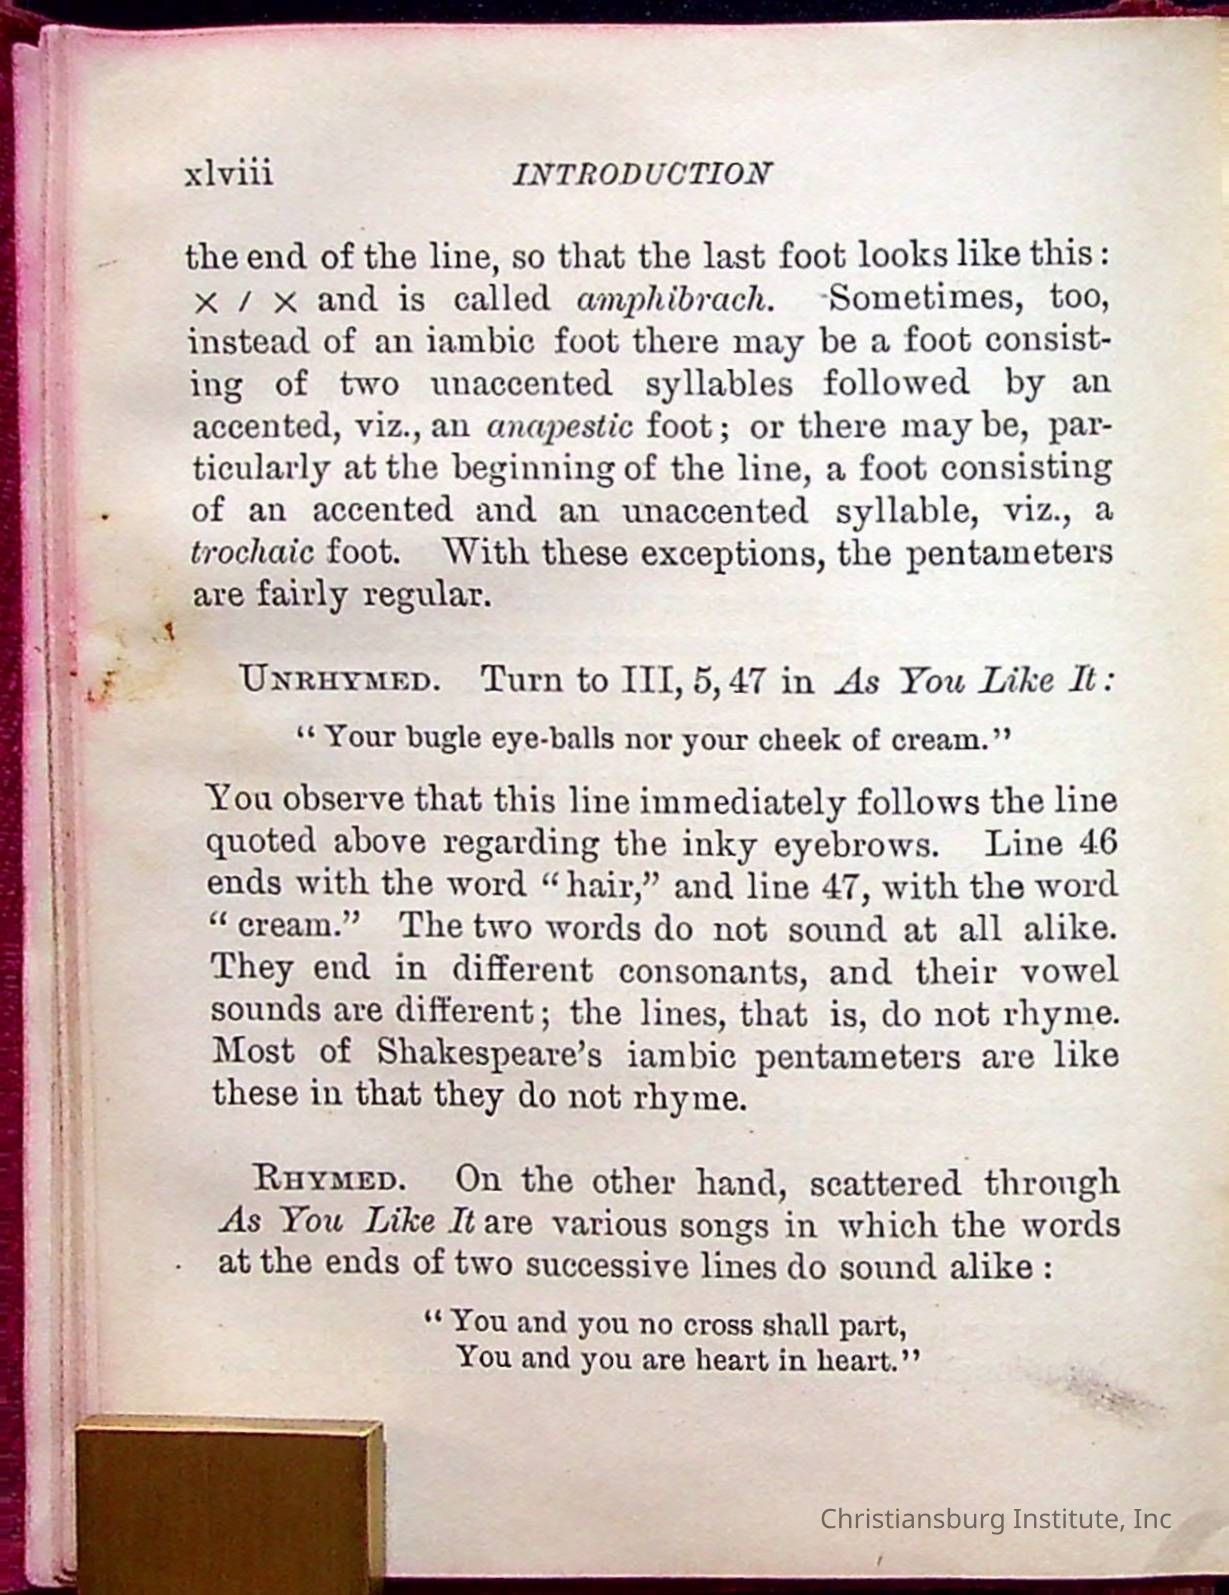 xlviii INTRODUCTION
the end of the line, so that the last foot looks like this:
× / × and is called amphibrach. Sometimes, too,
instead of an iambic foot there may be a foot consist-
ing of two unaccented syllables followed by an
accented, viz., an anapestic foot; or there may be, par-
ticularly at the beginning of the line, a foot consisting
of an accented and an unaccented syllable, viz., a
trochaic foot. With these exceptions, the pentameters
are fairly regular.
UNRHYMED. Turn to III, 5, 47 in As You Like It:
“Your bugle eye-balls nor your cheek of cream.”
You observe that this line immediately follows the line
quoted above regarding the inky eyebrows. Line 46
ends with the word “hair,” and line 47, with the word
“cream.” The two words do not sound at all alike.
They end in different consonants, and their vowel
sounds are different; the lines, that is, do not rhyme.
Most of Shakespeare’s iambic pentameters are like
these in that they do not rhyme.
RHYMED. On the other hand, scattered through
As You Like It are various songs in which the words
at the ends of two successive lines do sound alike:
“You and you no cross shall part,
You and you are heart in heart.”
Christiansburg Institute, Inc